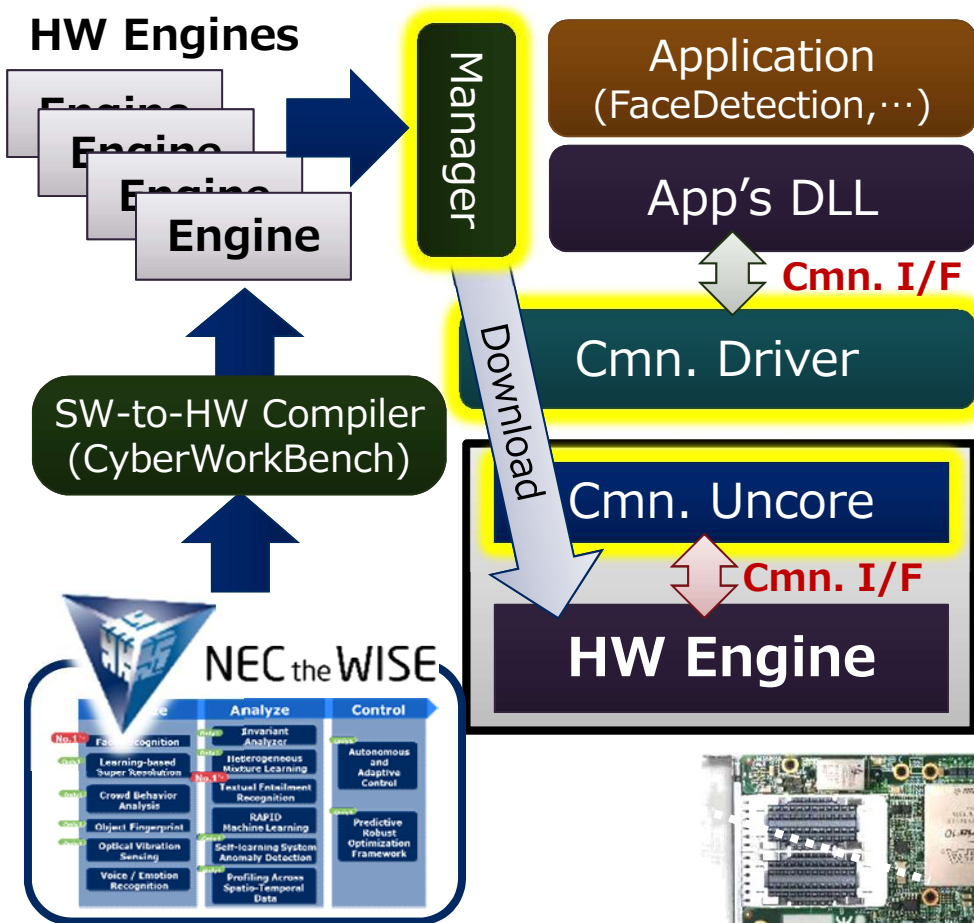 HW Engines
Engine
Engine
Engine
Engine
Manager
Application
(FaceDetection,⋯)
App's DLL
Cmn. I/F
Cmn. Driver
Download
SW-to-HW Compiler
(CyberWorkBench)
Cmn. Uncore
Cmn. I/F
HW Engine
NEC the WISE
Analyze
Control
No.1
Recognition
Learning-based
Super Resolution
Crowd Behavior
Analysis
Object Fingerprint
Optical Vibration
Sensing
Voice / Emotion
Recognition
Invariant
Analyzer
Heterogeneous
Mixture Learning
No.1
Textual Entailment
Recognition
RAPID
Machine Learning
Self-learning System
Anomaly Detection
Profiling Across
Spatio-Temporal
Data
Autonomous
and
Adaptive
Control
Predictive
Robust
Optimization
Framework